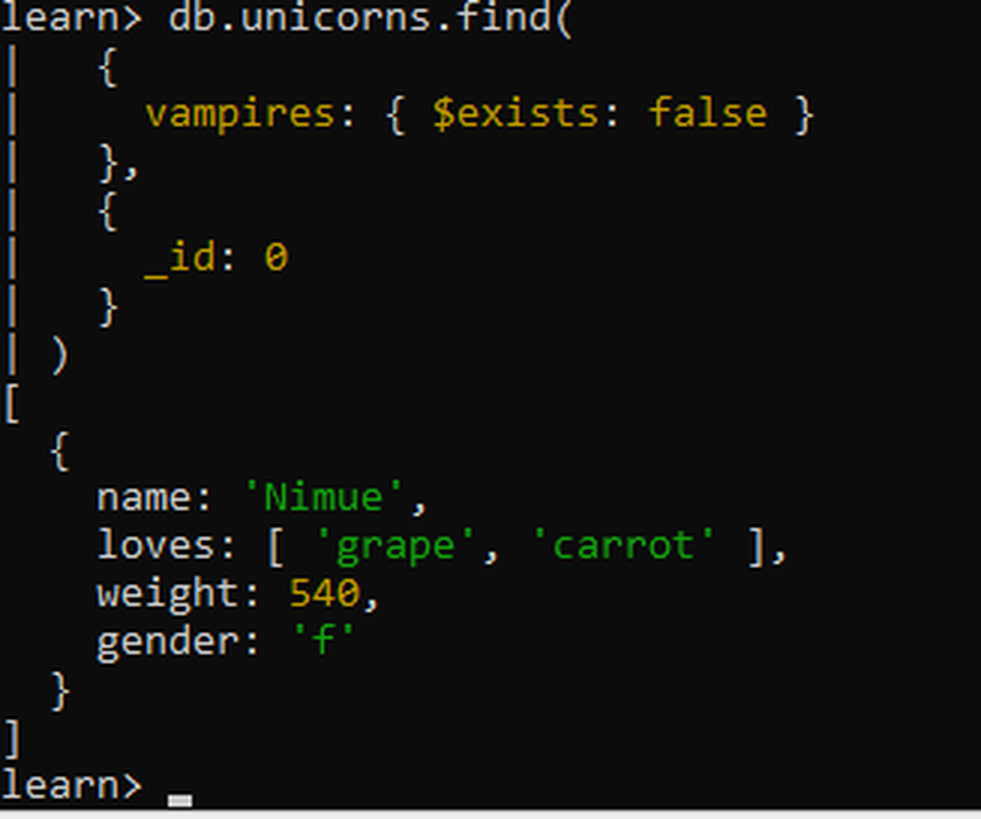 learn> db.unicorns.find(
|   {
|     vampires: { $exists: false }
|   },
|   {
|     _id: 0
|   }
| )
[
  {
    name: 'Nimue',
    loves: [ 'grape', 'carrot' ],
    weight: 540,
    gender: 'f'
  }
]
learn>